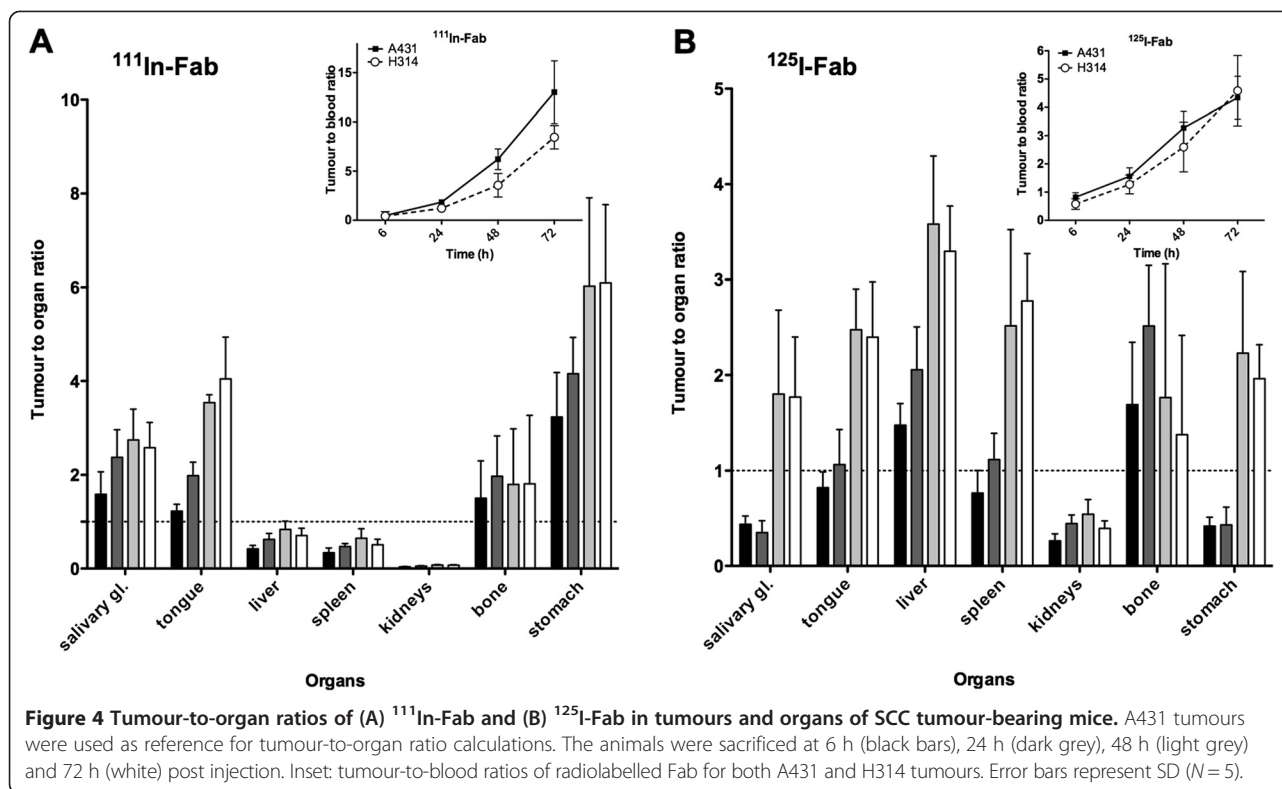 A
¹¹¹In-Fab
¹¹¹In-Fab
A431
H314
Tumour to blood ratio
15
10
5
0
6
24
48
72
Time (h)
Tumour to organ ratio
10
8
6
4
2
0
salivary gl.
tongue
liver
spleen
kidneys
bone
stomach
Organs
B
¹²⁵I-Fab
¹²⁵I-Fab
A431
H314
Tumour to blood ratio
6
5
4
3
2
1
0
6
24
48
72
Time (h)
Tumour to organ ratio
5
4
3
2
1
0
salivary gl.
tongue
liver
spleen
kidneys
bone
stomach
Organs
Figure 4 Tumour-to-organ ratios of (A) ¹¹¹In-Fab and (B) ¹²⁵I-Fab in tumours and organs of SCC tumour-bearing mice. A431 tumours
were used as reference for tumour-to-organ ratio calculations. The animals were sacrificed at 6 h (black bars), 24 h (dark grey), 48 h (light grey)
and 72 h (white) post injection. Inset: tumour-to-blood ratios of radiolabelled Fab for both A431 and H314 tumours. Error bars represent SD (N = 5).